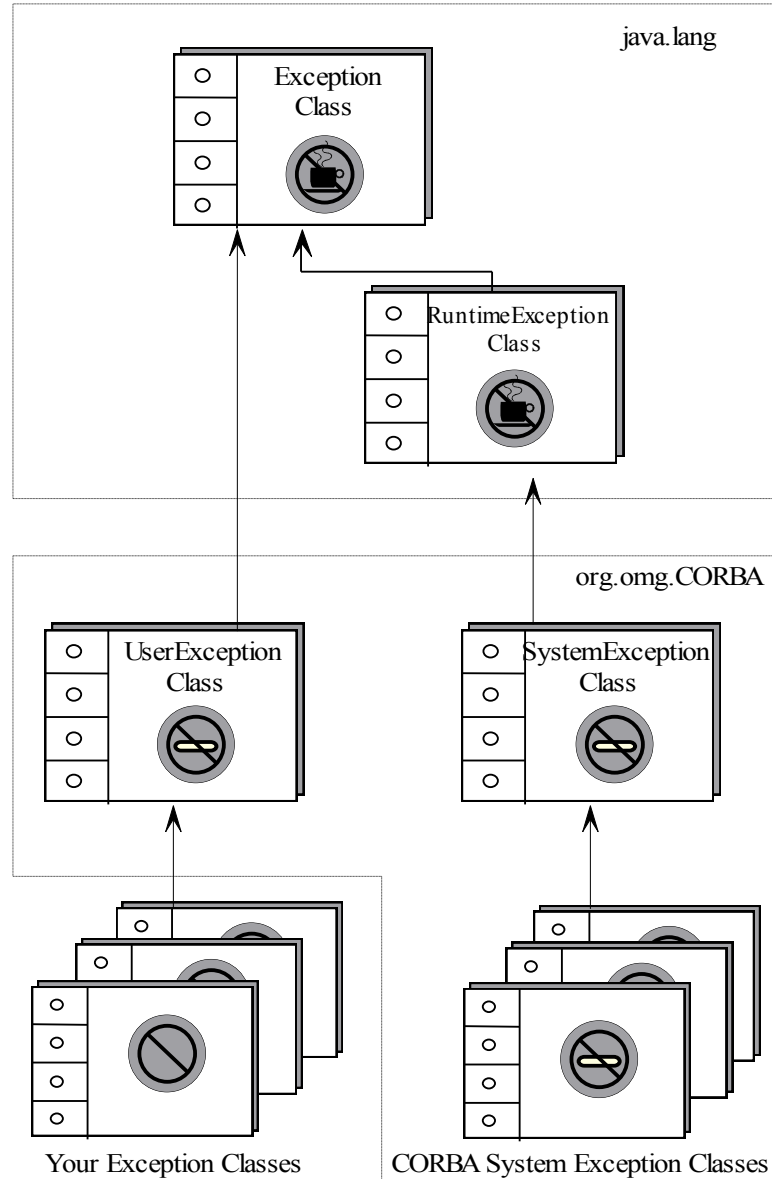 java.lang
Exception
Class
RuntimeException
Class
org.omg.CORBA
UserException
Class
SystemException
Class
Your Exception Classes
CORBA System Exception Classes